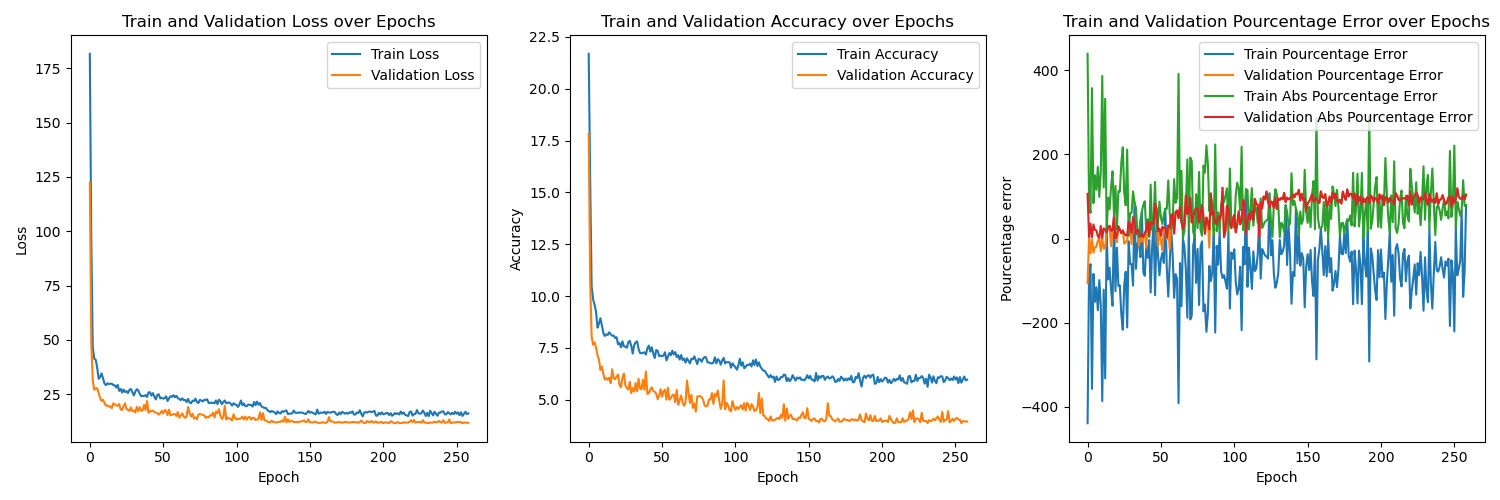 Train and Validation Loss over Epochs
Train Loss
Validation Loss
175
150
125
100
75
50
25
0
50
100
150
200
250
Loss
Epoch
Train and Validation Accuracy over Epochs
Train Accuracy
Validation Accuracy
22.5
20.0
17.5
15.0
12.5
10.0
7.5
5.0
0
50
100
150
200
250
Accuracy
Epoch
Train and Validation Pourcentage Error over Epochs
Train Pourcentage Error
Validation Pourcentage Error
Train Abs Pourcentage Error
Validation Abs Pourcentage Error
400
200
0
−200
−400
0
50
100
150
200
250
Pourcentage error
Epoch